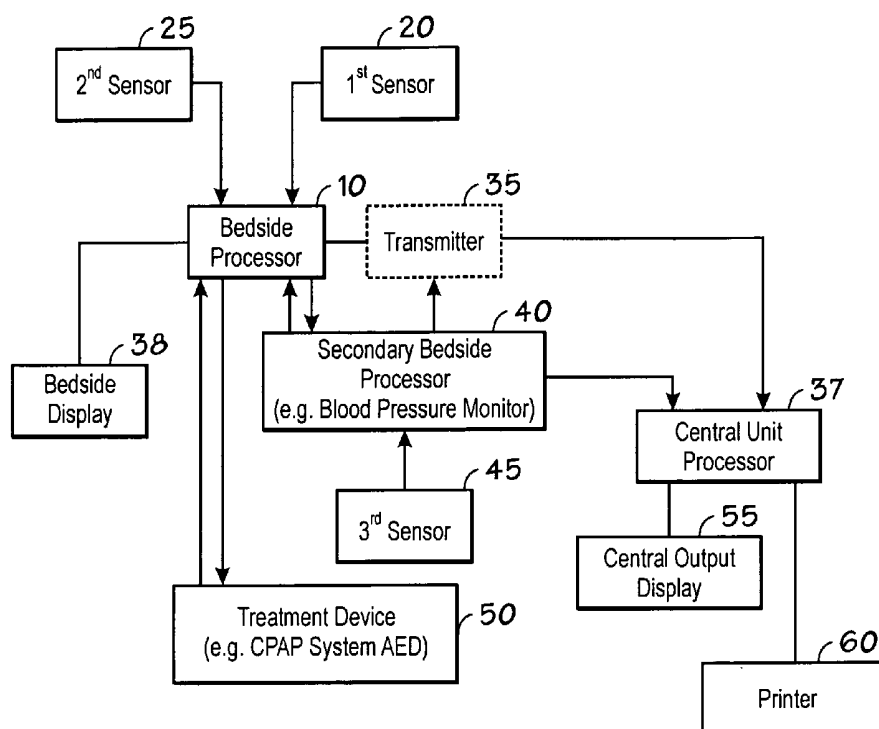 25
20
2nd Sensor
1st Sensor
10
35
Bedside
Processor
Transmitter
40
38
Secondary Bedside
Processor
(e.g. Blood Pressure Monitor)
Bedside
Display
37
Central Unit
Processor
45
3rd Sensor
55
Central Output
Display
50
Treatment Device
(e.g. CPAP System AED)
60
Printer